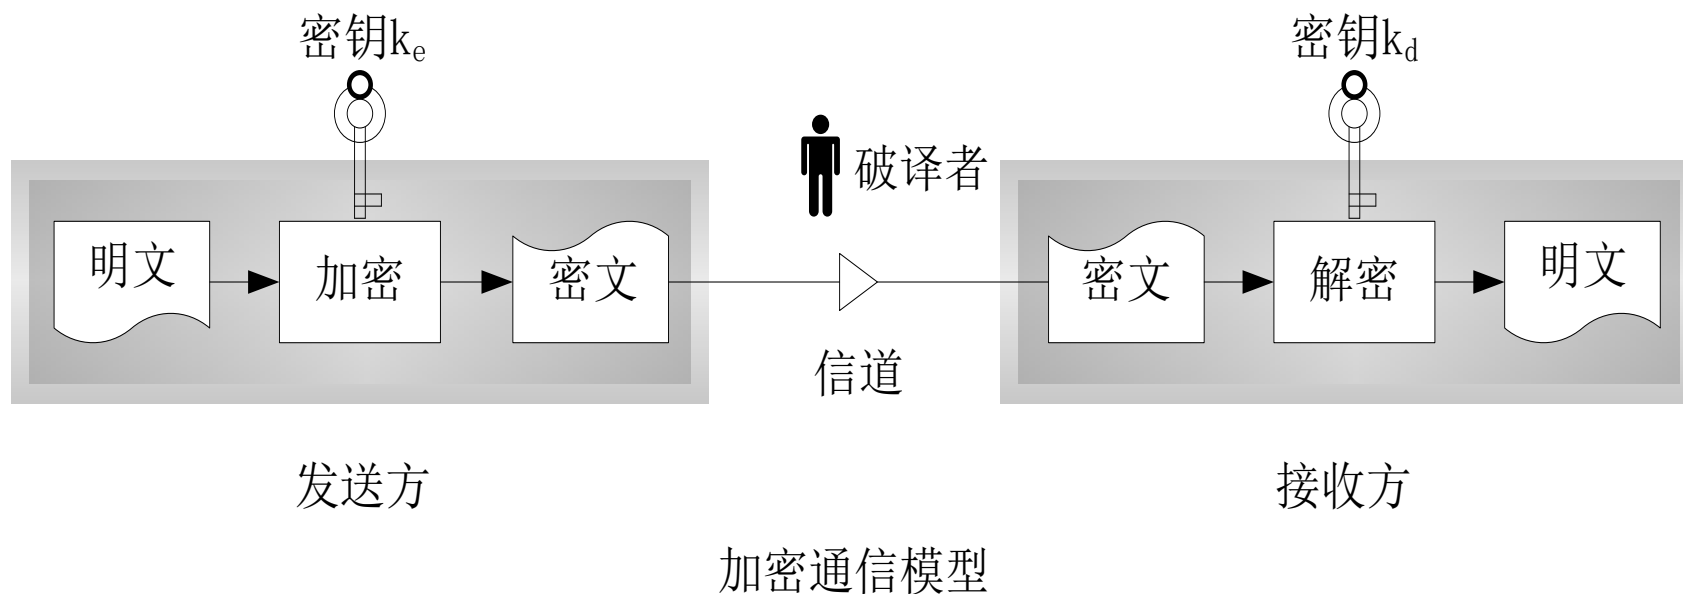 密钥ke
密钥kd
破译者
明文
加密
密文
密文
解密
明文
信道
发送方
接收方
加密通信模型